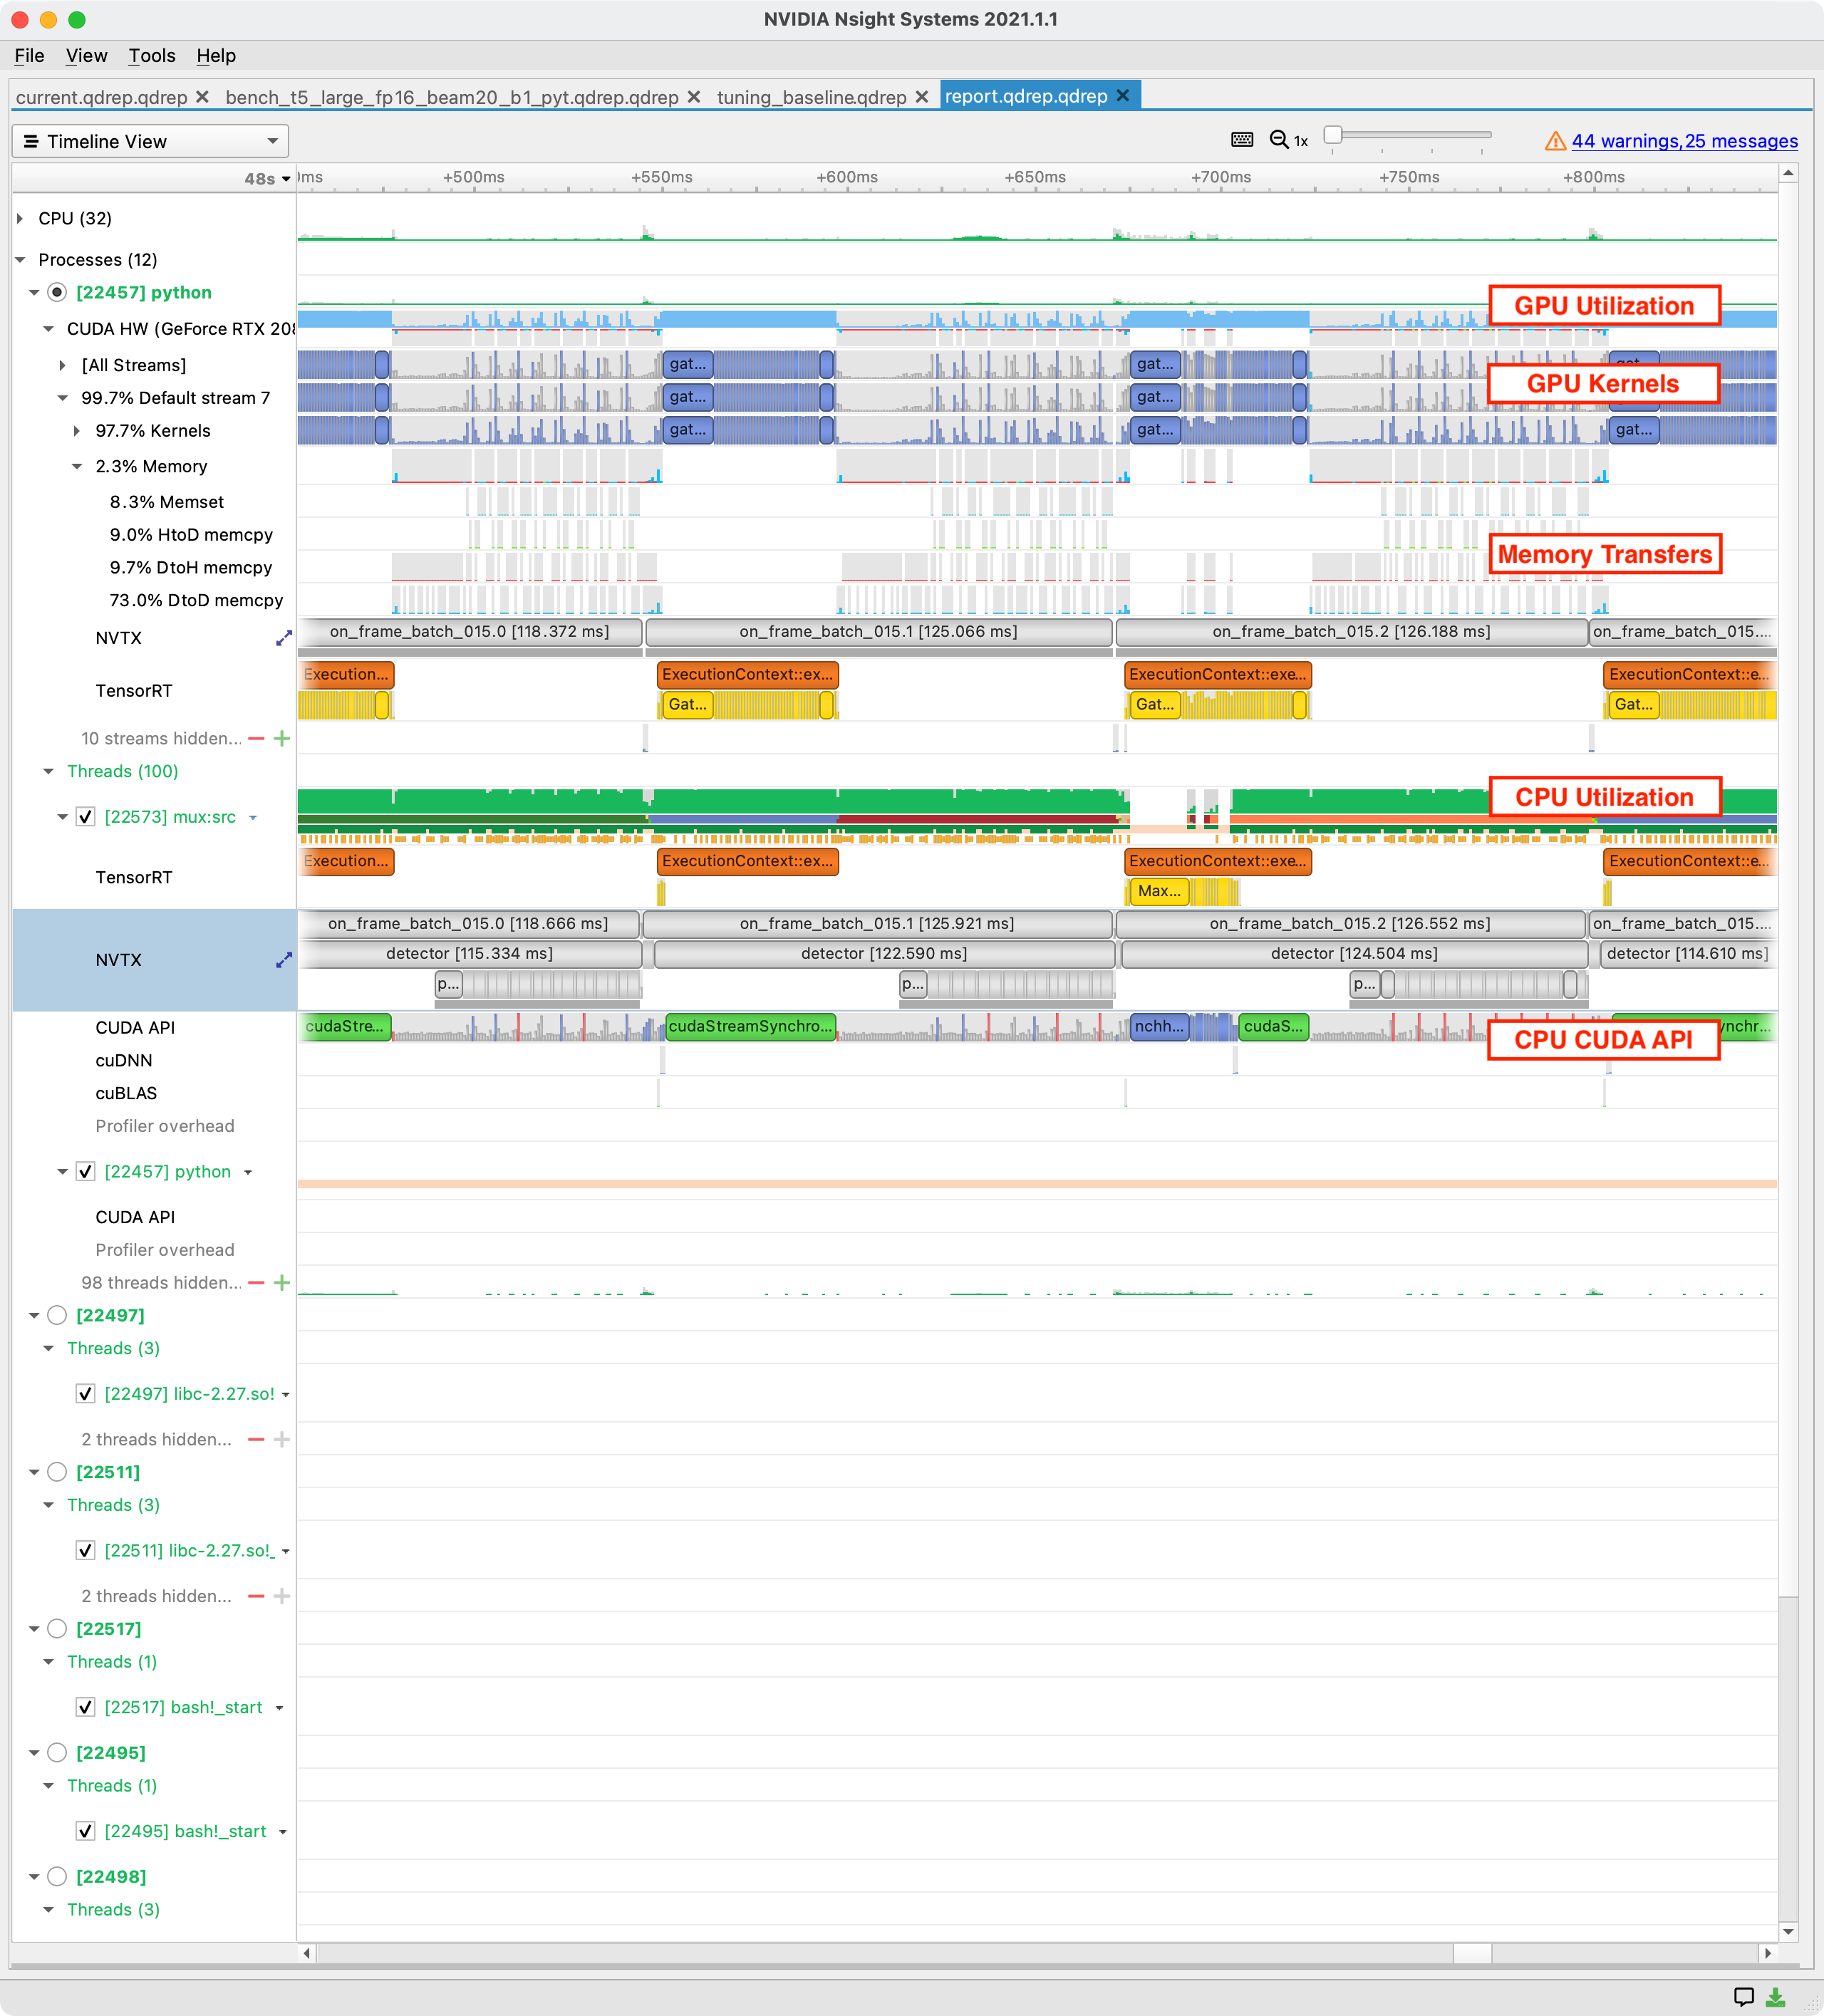 NVIDIA Nsight Systems 2021.1.1
File View Tools Help
current.qdrep.qdrep bench_t5_large_fp16_beam20_b1_pyt.qdrep.qdrep tuning_baseline.qdrep report.qdrep.qdrep
Timeline View 1x 44 warnings,25 messages
48s ms +500ms +550ms +600ms +650ms +700ms +750ms +800ms
CPU (32)
Processes (12)
[22457] python
GPU Utilization
CUDA HW (GeForce RTX 208
[All Streams] gat... gat... gat...
GPU Kernels
99.7% Default stream 7 gat... gat...
97.7% Kernels gat... gat... gat...
2.3% Memory
8.3% Memset
9.0% HtoD memcpy
Memory Transfers
9.7% DtoH memcpy
73.0% DtoD memcpy
NVTX on_frame_batch_015.0 [118.372 ms] on_frame_batch_015.1 [125.066 ms] on_frame_batch_015.2 [126.188 ms] on_frame_batch_015....
TensorRT Execution... ExecutionContext::ex... ExecutionContext::exe... ExecutionContext::e...
Gat... Gat... Gat...
10 streams hidden...
Threads (100)
CPU Utilization
[22573] mux:src
TensorRT Execution... ExecutionContext::ex... ExecutionContext::exe... ExecutionContext::e...
Max...
NVTX on_frame_batch_015.0 [118.666 ms] on_frame_batch_015.1 [125.921 ms] on_frame_batch_015.2 [126.552 ms] on_frame_batch_015....
detector [115.334 ms] detector [122.590 ms] detector [124.504 ms] detector [114.610 ms]
p... p... p...
CUDA API cudaStre... cudaStreamSynchro... nchh... cudaS... ynchr...
CPU CUDA API
cuDNN
cuBLAS
Profiler overhead
[22457] python
CUDA API
Profiler overhead
98 threads hidden...
[22497]
Threads (3)
[22497] libc-2.27.so!
2 threads hidden...
[22511]
Threads (3)
[22511] libc-2.27.so!_
2 threads hidden...
[22517]
Threads (1)
[22517] bash!_start
[22495]
Threads (1)
[22495] bash!_start
[22498]
Threads (3)